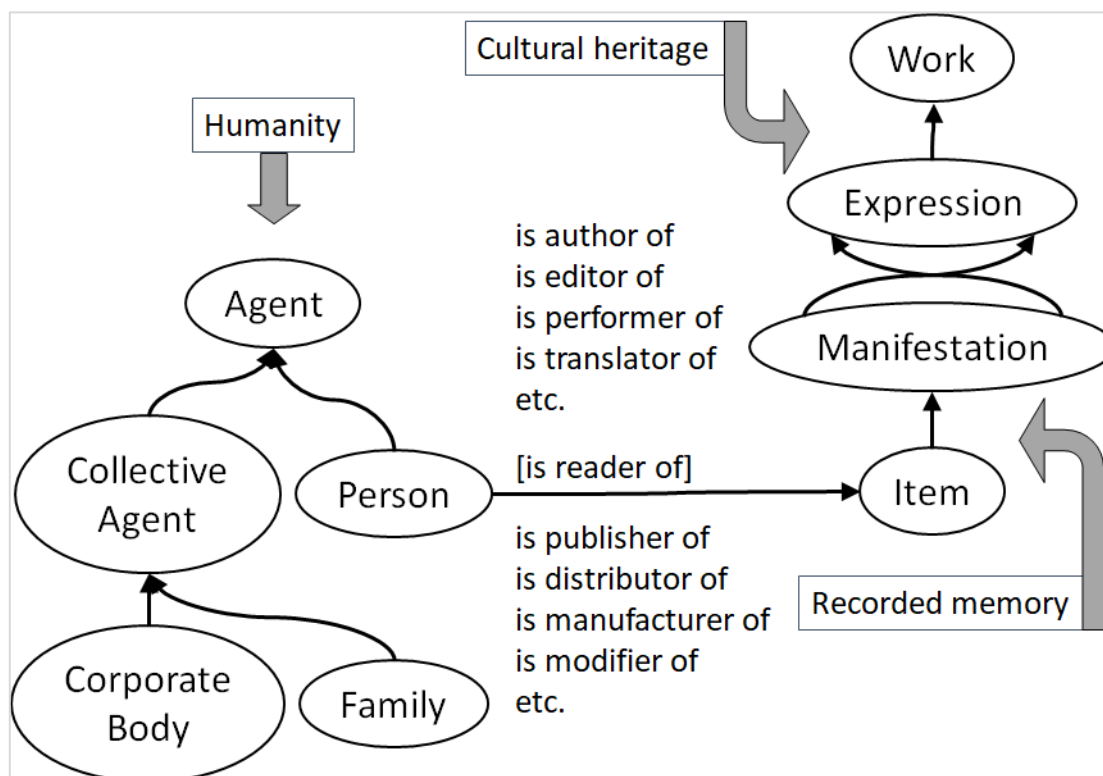 Cultural heritage
Work
Humanity
Expression
is author of
is editor of
is performer of
is translator of
etc.
Agent
Manifestation
Collective
Agent
Person
[is reader of]
Item
is publisher of
is distributor of
is manufacturer of
is modifier of
etc.
Recorded memory
Corporate
Body
Family